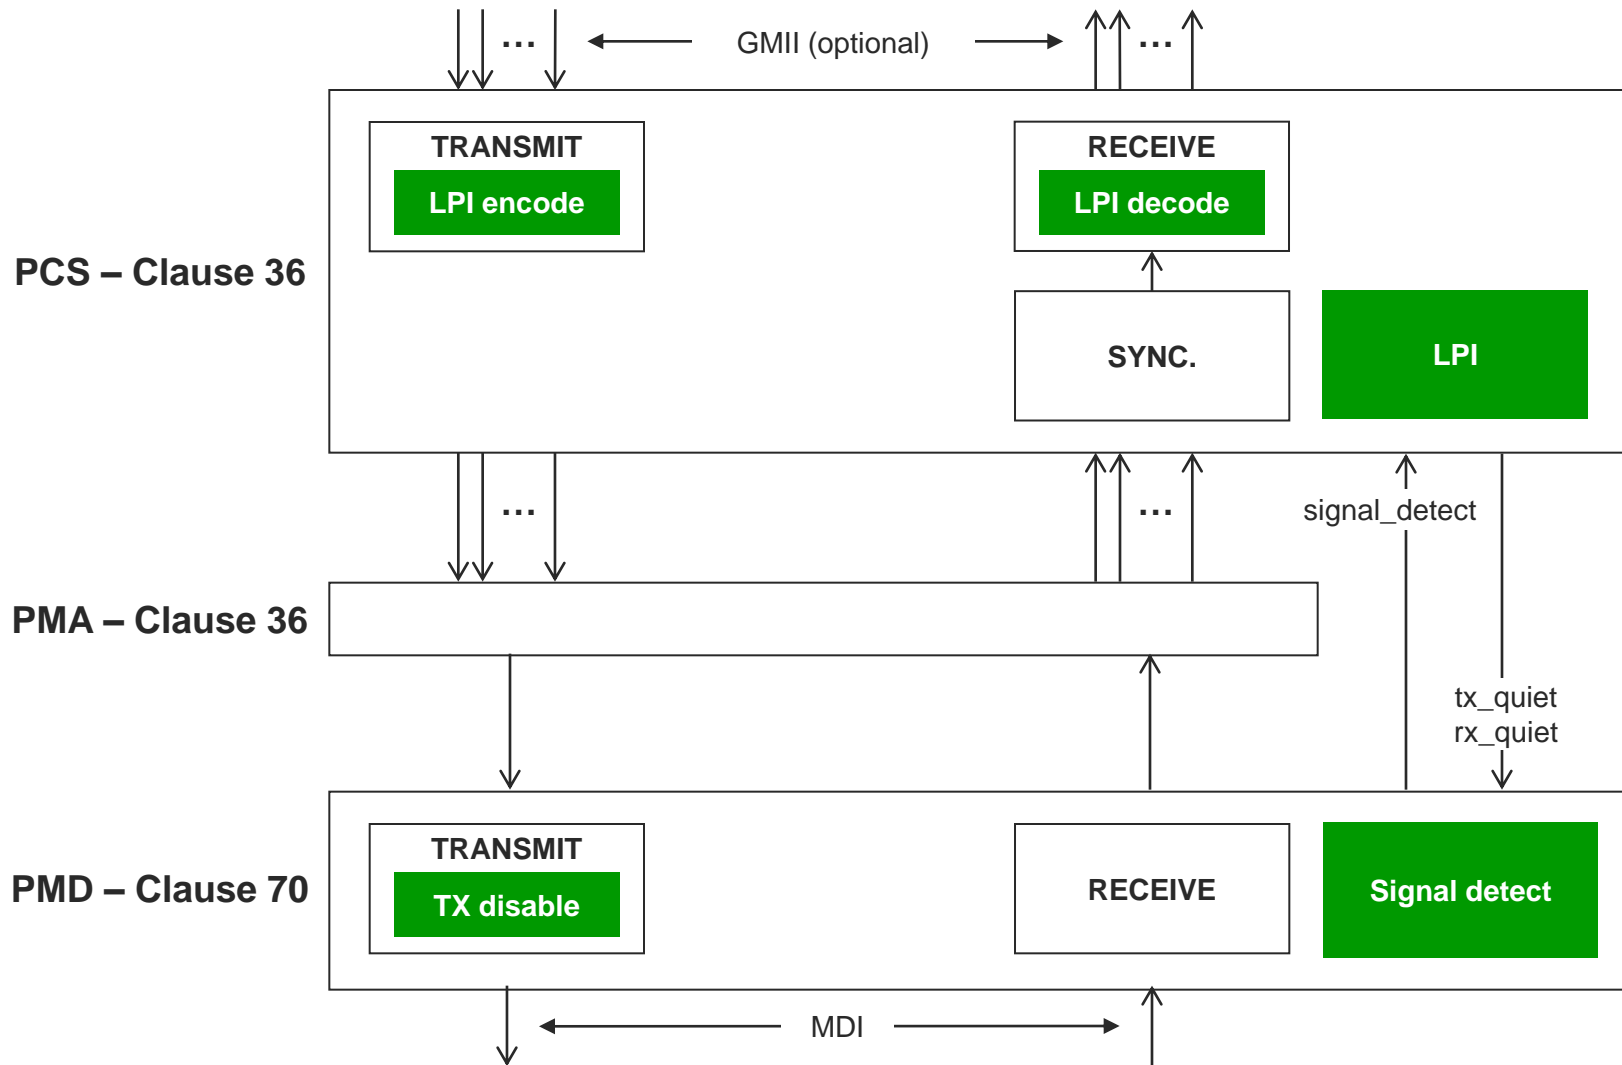 ... GMII (optional) ...
TRANSMIT
LPI encode
RECEIVE
LPI decode
PCS – Clause 36
SYNC.
LPI
... ... signal_detect
PMA – Clause 36
tx_quiet
rx_quiet
TRANSMIT
TX disable
PMD – Clause 70
RECEIVE
Signal detect
MDI